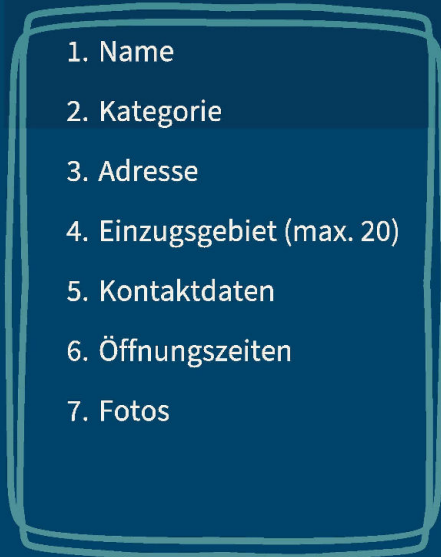 1. Name
2. Kategorie
3. Adresse
4. Einzugsgebiet (max. 20)
5. Kontaktdaten
6. Öffnungszeiten
7. Fotos